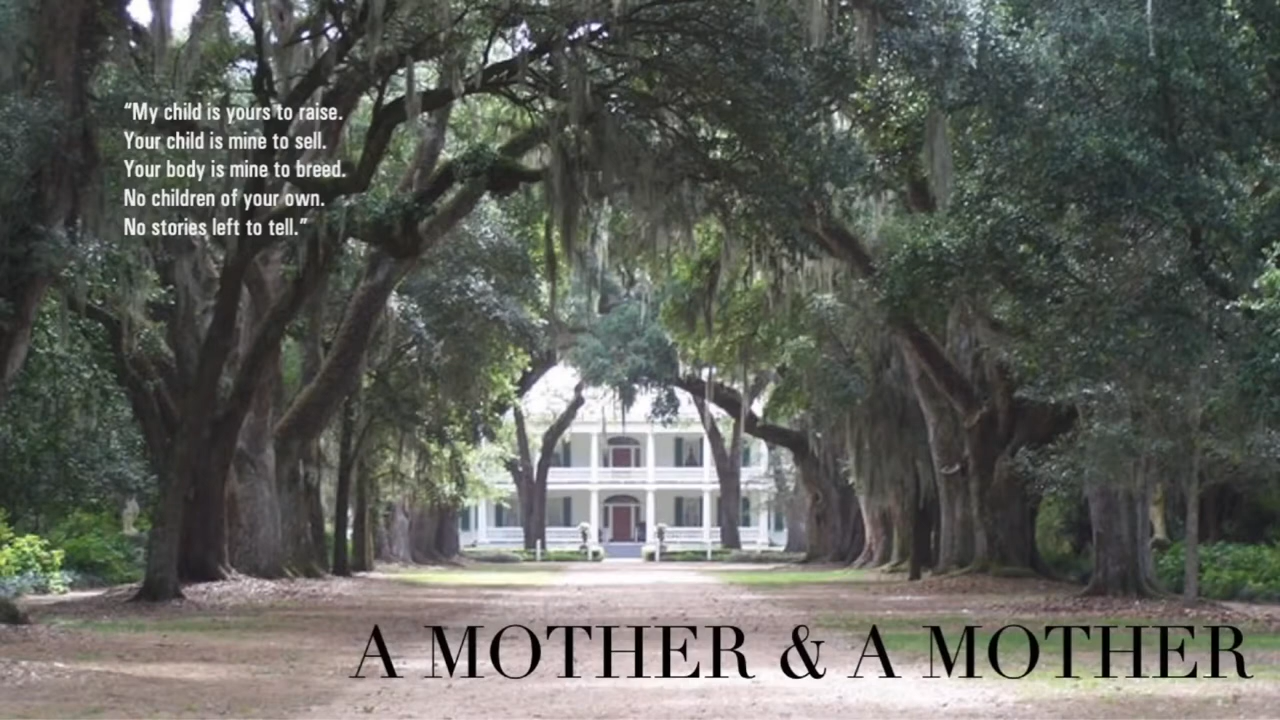 “My child is yours to raise.
Your child is mine to sell.
Your body is mine to breed.
No children of your own.
No stories left to tell.”
A MOTHER & A MOTHER